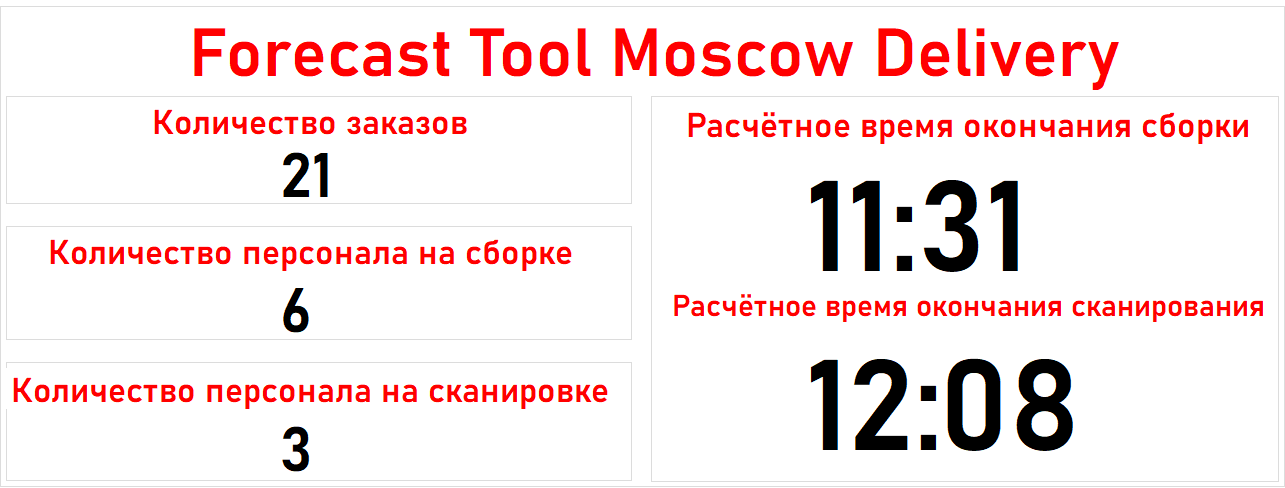 Forecast Tool Moscow Delivery
Количество заказов
21
Количество персонала на сборке
6
Количество персонала на сканировке
3
Расчётное время окончания сборки
11:31
Расчётное время окончания сканирования
12:08